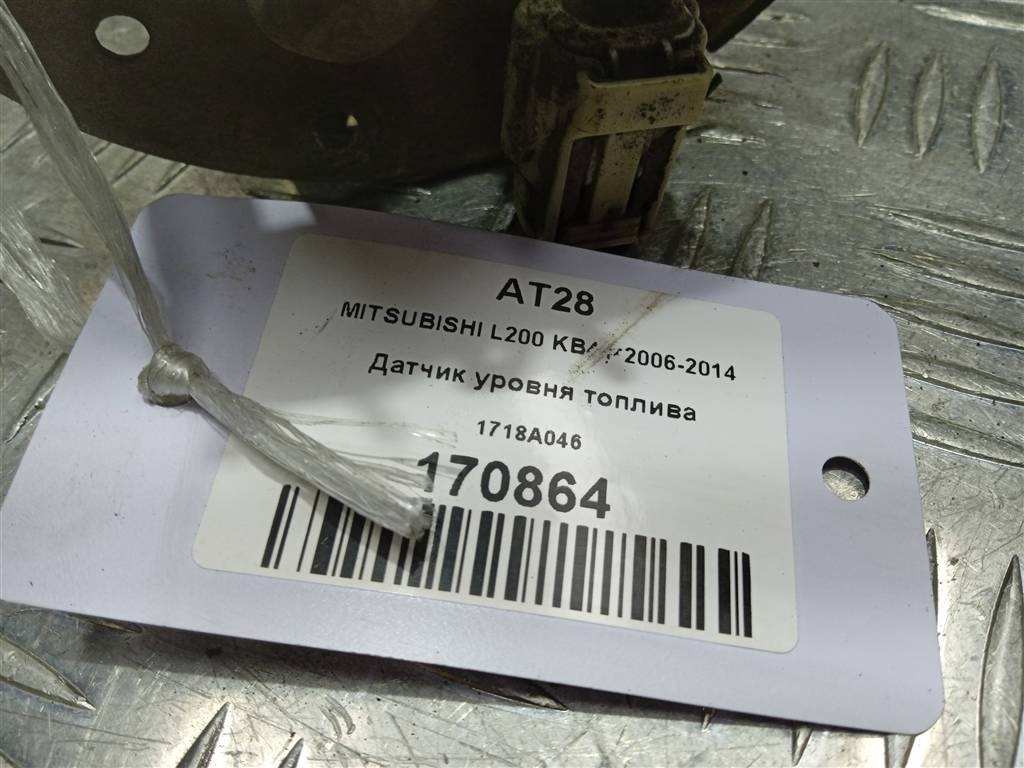 AT28
MITSUBISHI L200 2006-2014
Датчик уровня топлива
1718A046
170864